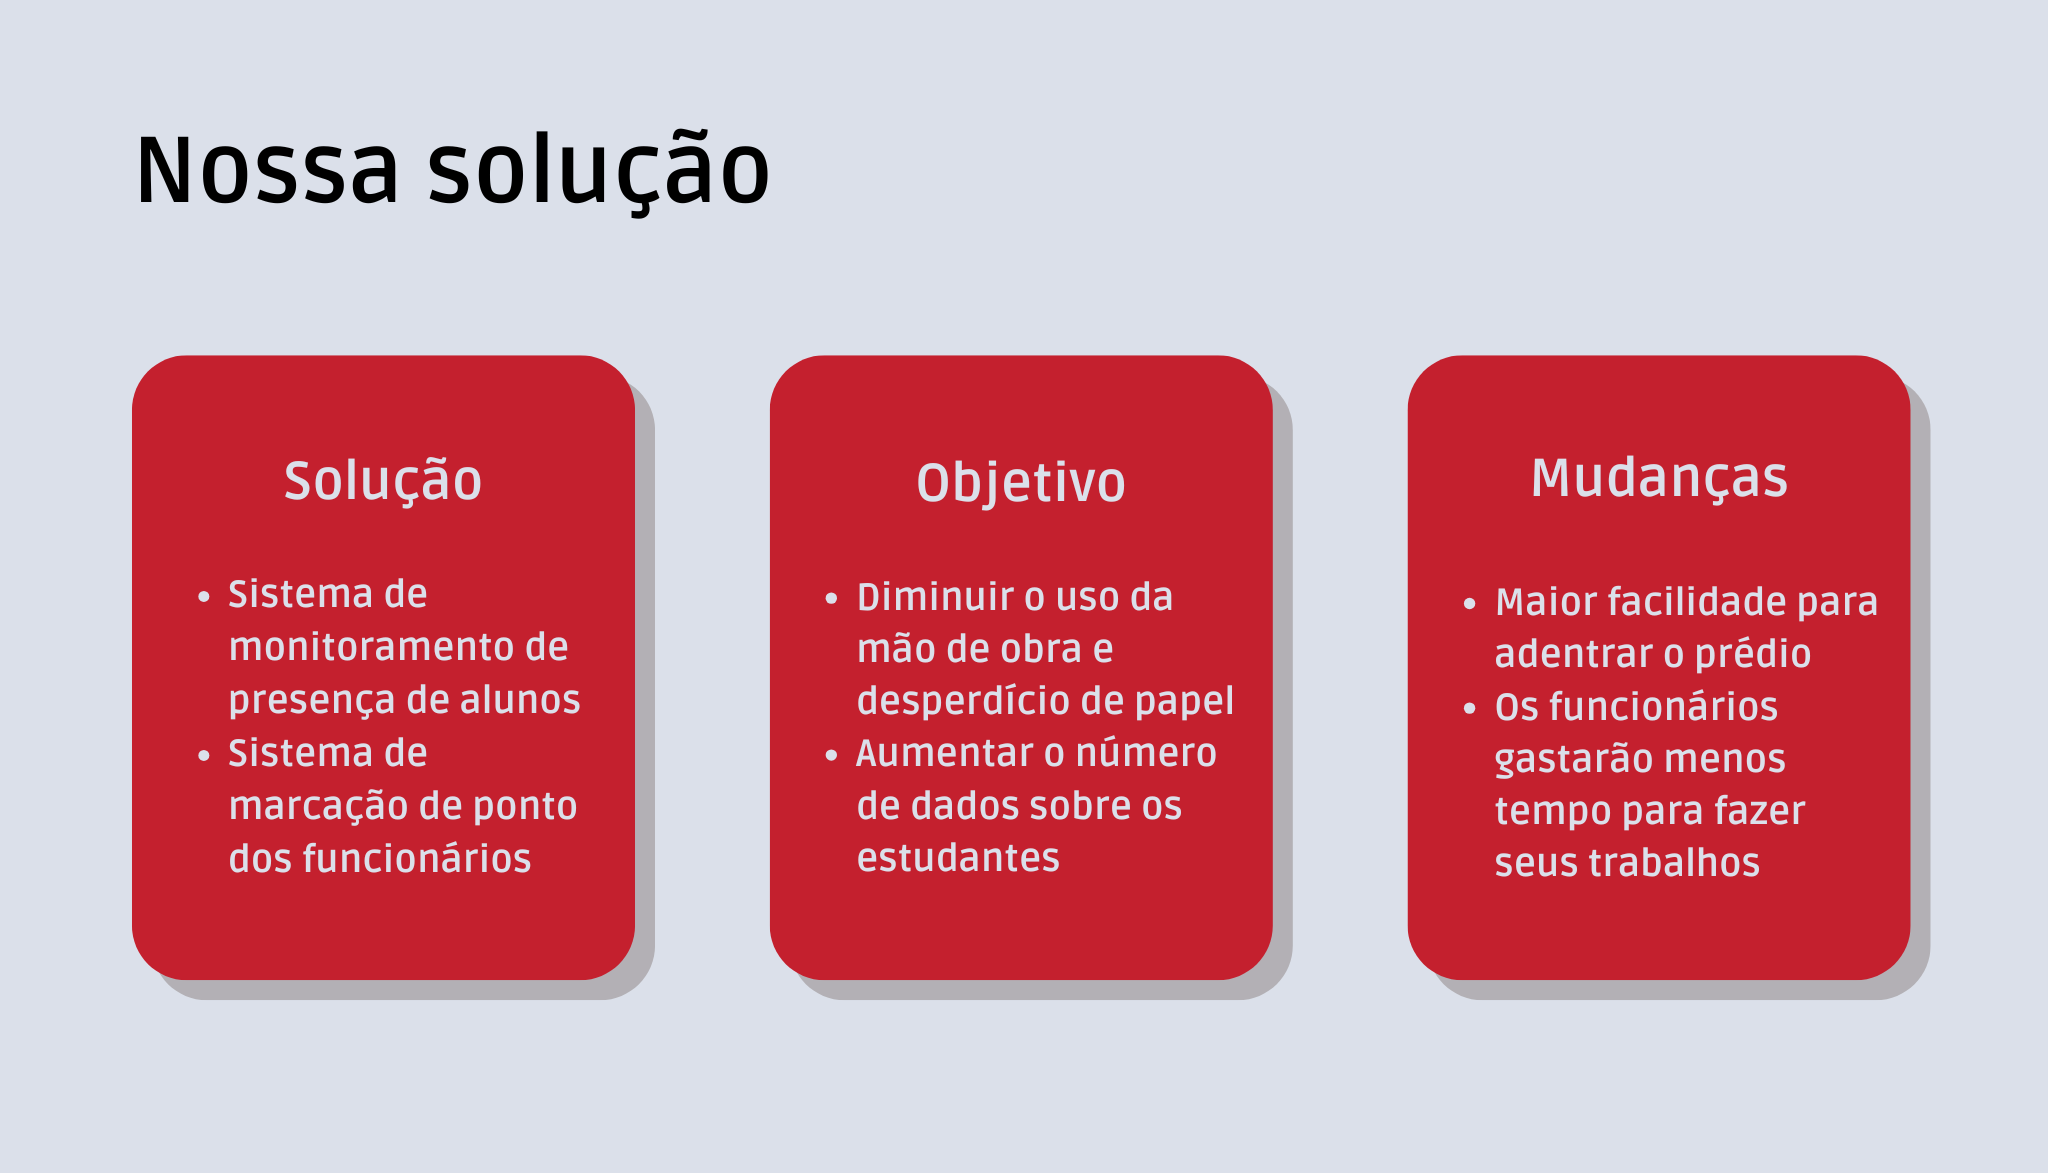 Nossa solução
Solução
• Sistema de
monitoramento de
presença de alunos
• Sistema de
marcação de ponto
dos funcionários
Objetivo
• Diminuir o uso da
mão de obra e
desperdício de papel
• Aumentar o número
de dados sobre os
estudantes
Mudanças
• Maior facilidade para
adentrar o prédio
• Os funcionários
gastarão menos
tempo para fazer
seus trabalhos